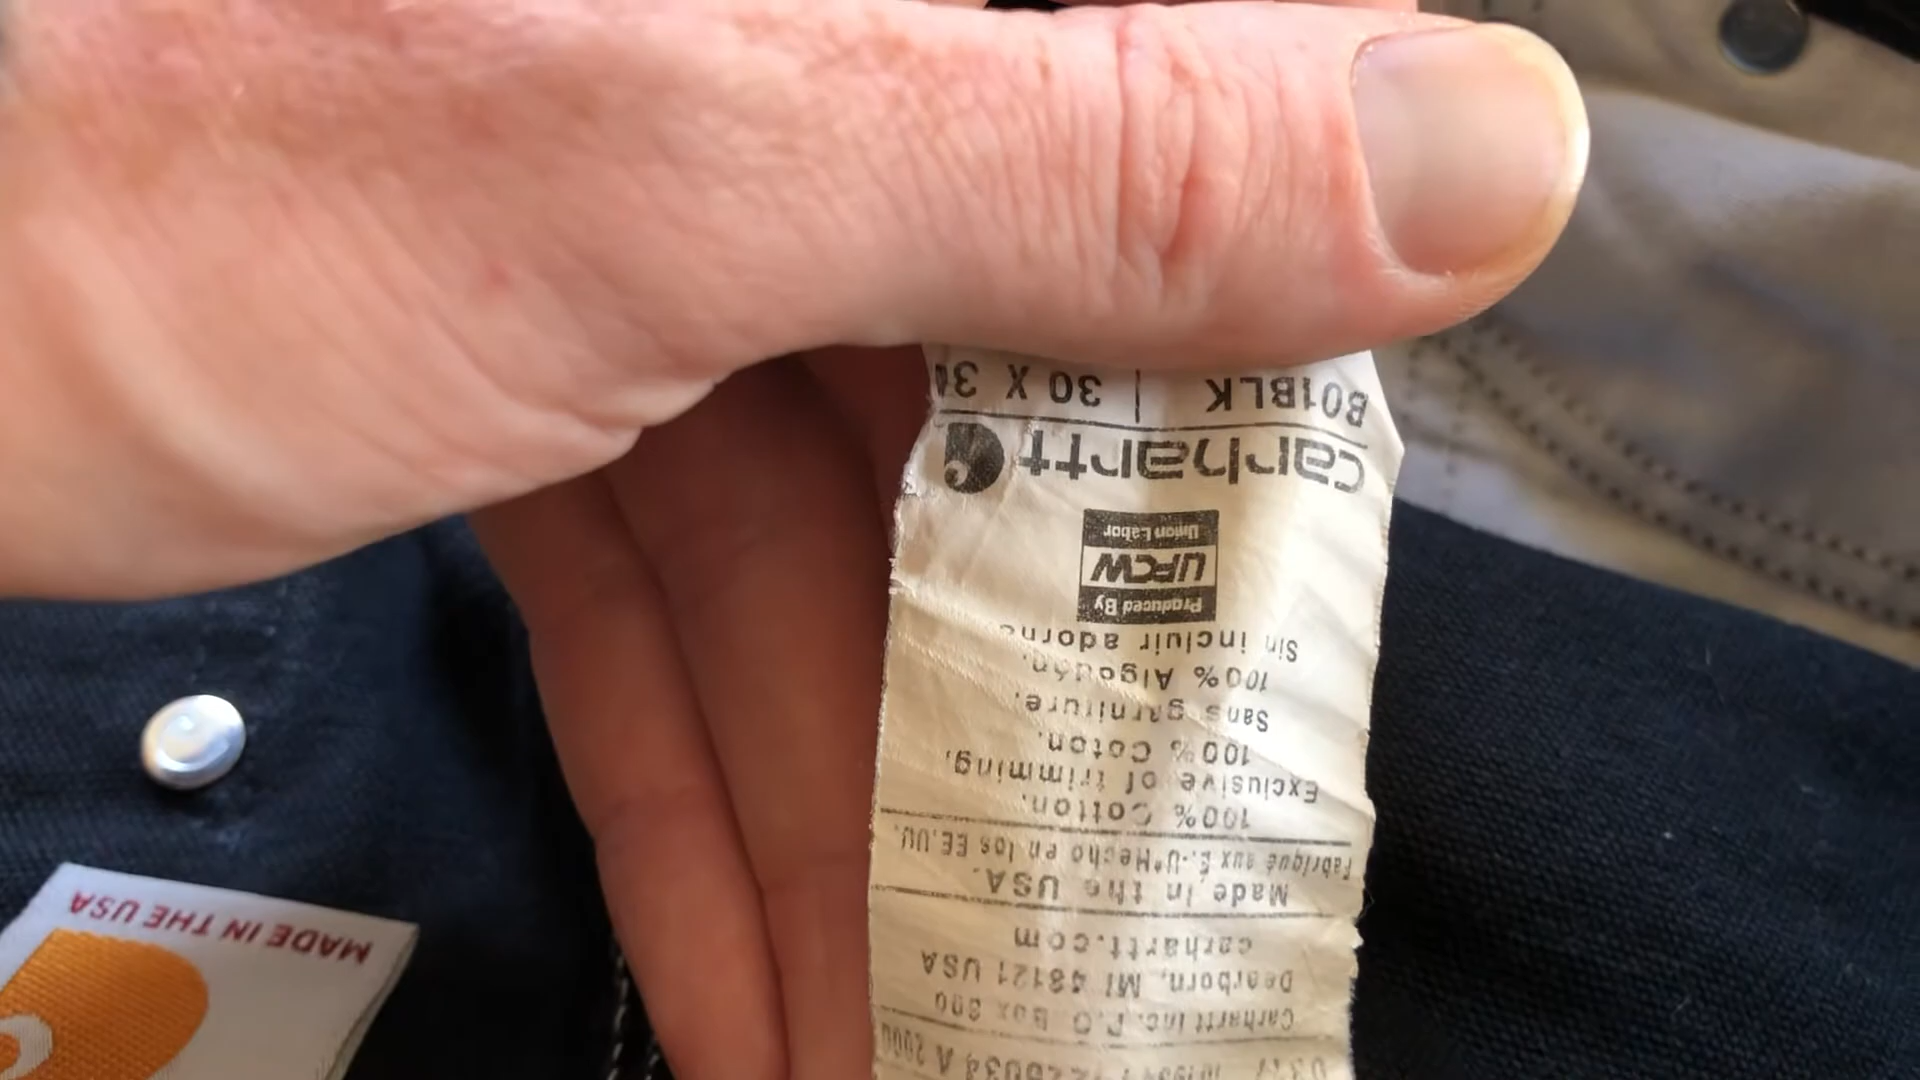 B01BLK | 30 X 3
carhartt
Produced By
UFCW
Union Labor
Sin incluir adorno
100% Algodón.
Sans garniture.
100% Coton.
Exclusive of trimming.
100% Cotton.
Fabriqué aux É.-U*Hecho en los EE.UU.
Made in the USA.
carhartt.com
Dearborn, MI 48121 USA
Carhartt Inc. P.O Box 600
MADE IN THE USA